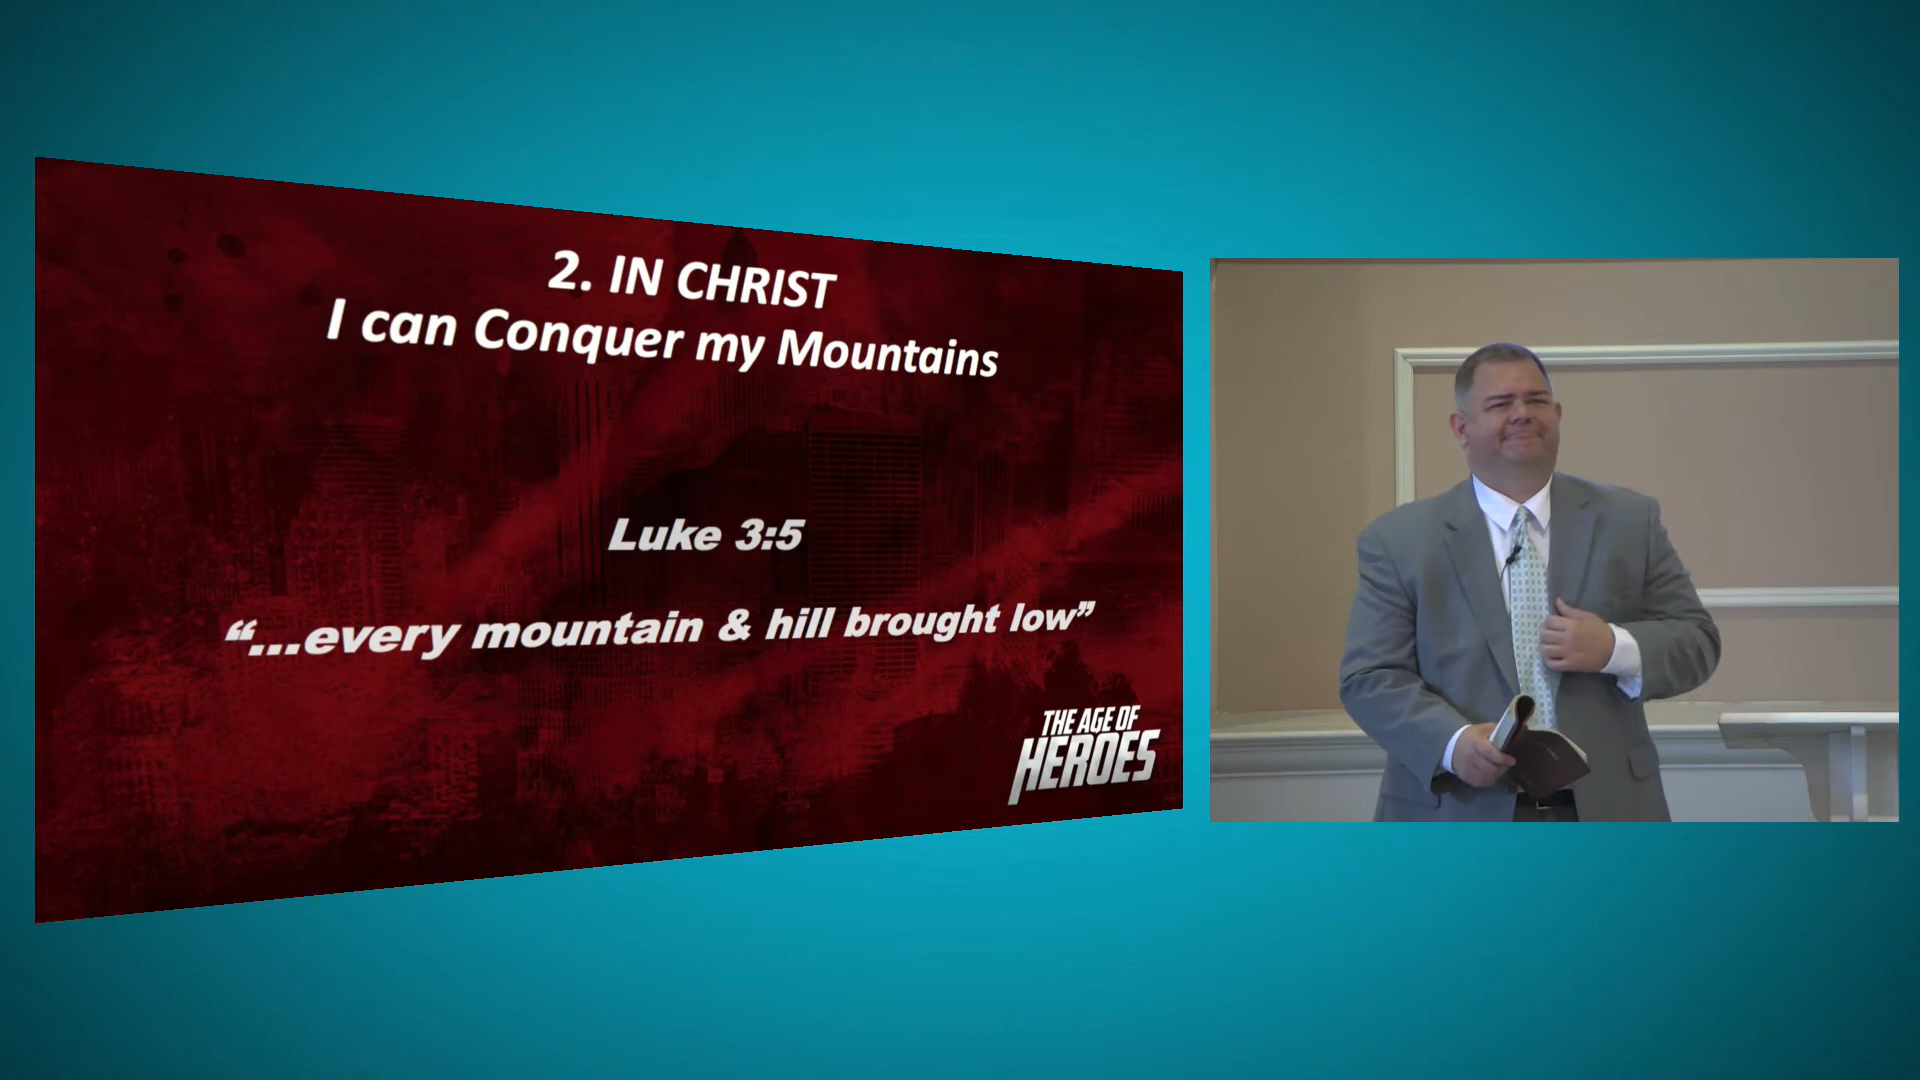 2. IN CHRIST
I can Conquer my Mountains
Luke 3:5
“...every mountain & hill brought low”
THE AGE OF
HEROES